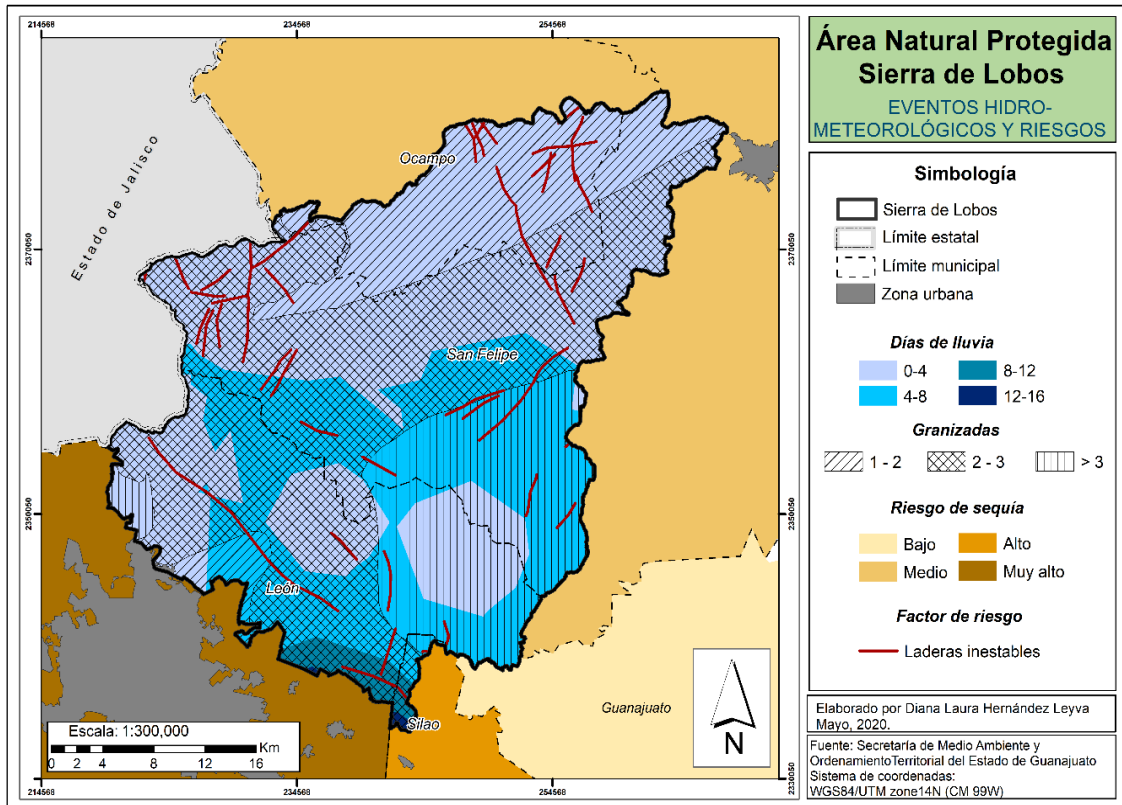 Área Natural Protegida
Sierra de Lobos
EVENTOS HIDRO-
METEOROLÓGICOS Y RIESGOS
Simbología
Sierra de Lobos
Límite estatal
Límite municipal
Zona urbana
Días de lluvia
0-4
8-12
4-8
12-16
Granizadas
1 - 2
2 - 3
> 3
Riesgo de sequía
Bajo
Alto
Medio
Muy alto
Factor de riesgo
Laderas inestables
Elaborado por Diana Laura Hernández Leyva
Mayo, 2020.
Fuente: Secretaría de Medio Ambiente y
OrdenamientoTerritorial del Estado de Guanajuato
Sistema de coordenadas:
WGS84/UTM zone14N (CM 99W)
214568
234568
254568
2370050
2370050
2350050
2350050
2330050
214568
234568
254568
Estado de Jalisco
Ocampo
San Felipe
León
Silao
Guanajuato
N
Escala: 1:300,000
Km
0 2 4 6 8 12 16